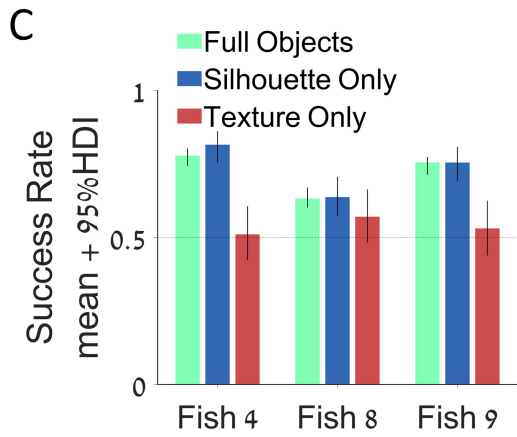 C
Full Objects
Silhouette Only
Texture Only
Success Rate
mean + 95%HDI
1
0.5
0
Fish 4
Fish 8
Fish 9